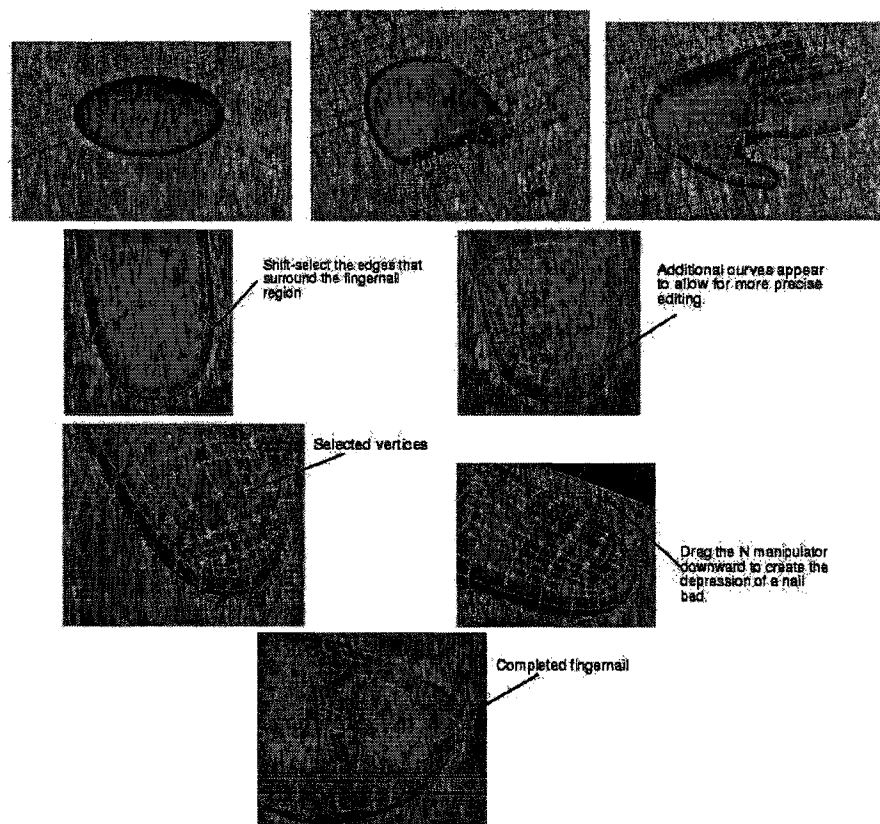 Shift-select the edges that
surround the fingernail
region
Additional curves appear
to allow for more precise
editing.
Selected vertices
Drag the N manipulator
downward to create the
depression of a nail
bed.
Completed fingernail